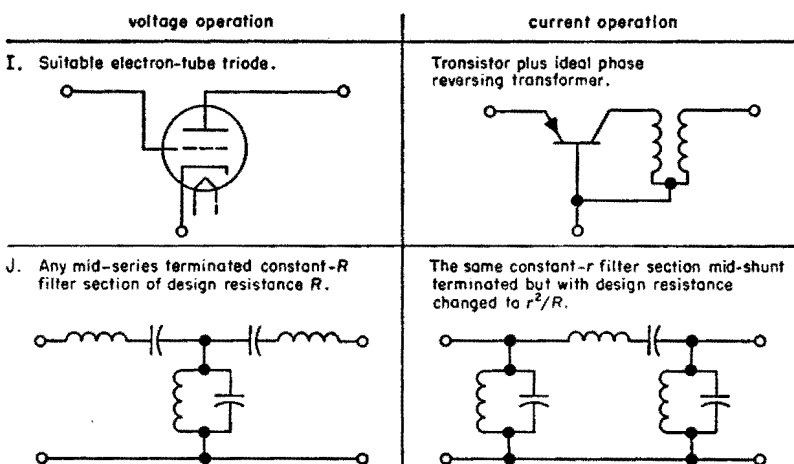 voltage operation
current operation
I. Suitable electron-tube triode.
Transistor plus ideal phase
reversing transformer.
J. Any mid-series terminated constant-R
filter section of design resistance R.
The same constant-r filter section mid-shunt
terminated but with design resistance
changed to r²/R.